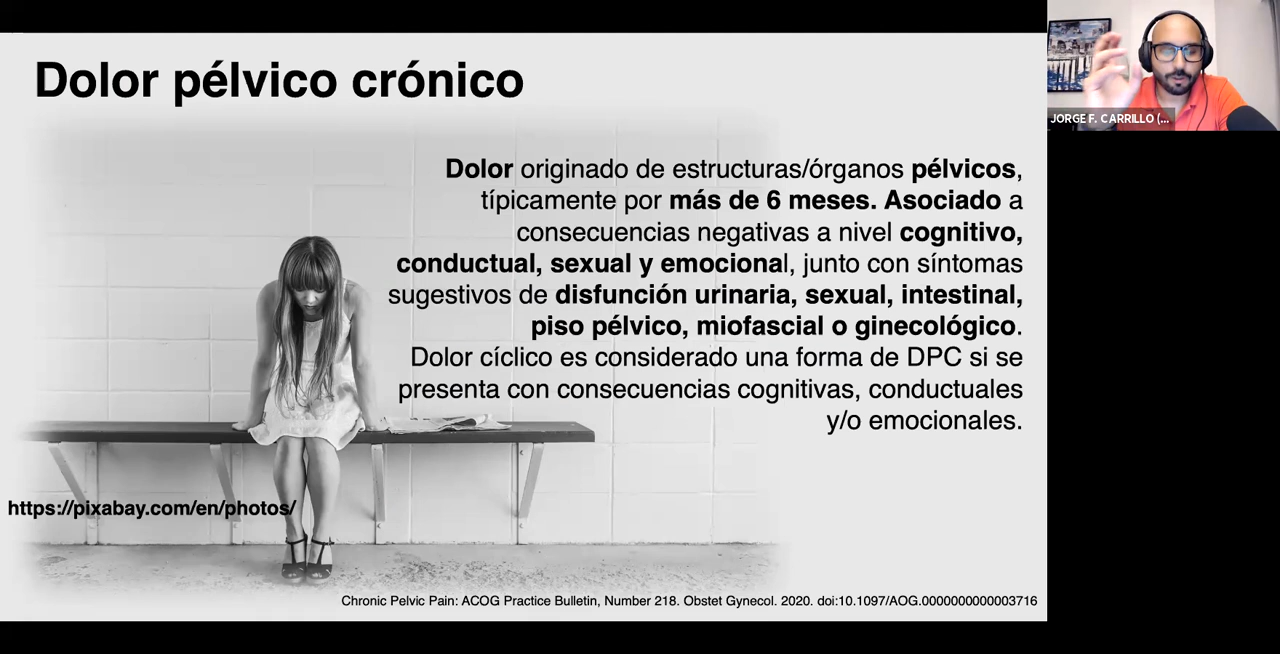 Dolor pélvico crónico
JORGE F. CARRILLO (...
Dolor originado de estructuras/órganos pélvicos,
típicamente por más de 6 meses. Asociado a
consecuencias negativas a nivel cognitivo,
conductual, sexual y emocional, junto con síntomas
sugestivos de disfunción urinaria, sexual, intestinal,
piso pélvico, miofascial o ginecológico.
Dolor cíclico es considerado una forma de DPC si se
presenta con consecuencias cognitivas, conductuales
y/o emocionales.
https://pixabay.com/en/photos/
Chronic Pelvic Pain: ACOG Practice Bulletin, Number 218. Obstet Gynecol. 2020. doi:10.1097/AOG.0000000000003716